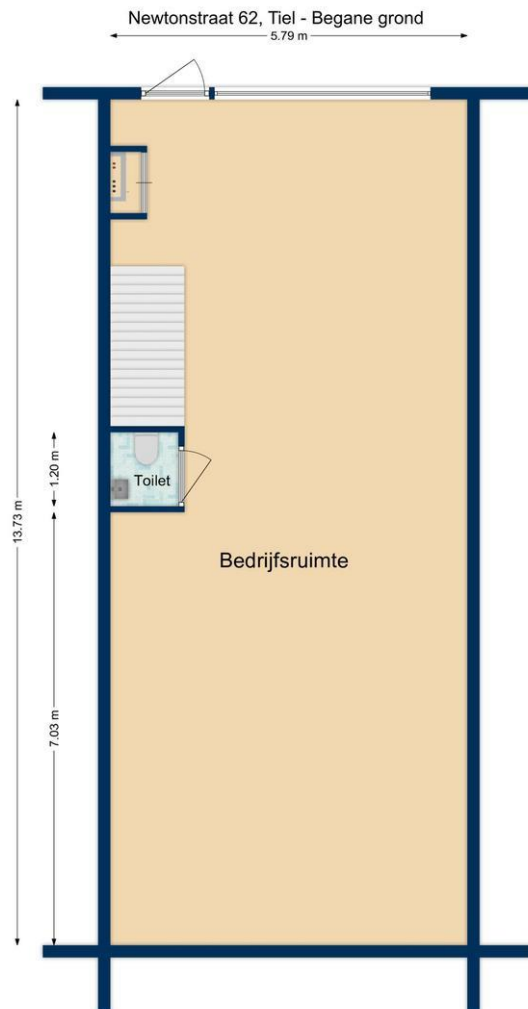 Newtonstraat 62, Tiel - Begane grond
5.79 m
13.73 m
1.20 m
Toilet
7.03 m
Bedrijfsruimte